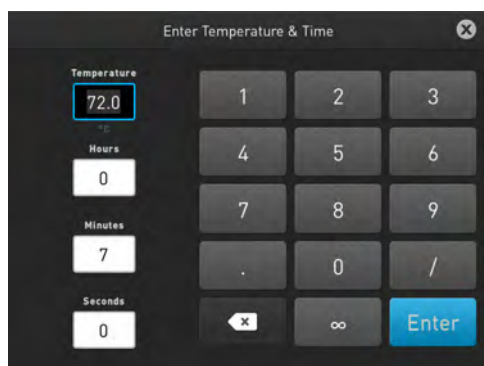 Enter Temperature & Time
Temperature
72.0
°C
Hours
0
Minutes
7
Seconds
0
1 2 3
4 5 6
7 8 9
. 0 /
x ∞ Enter